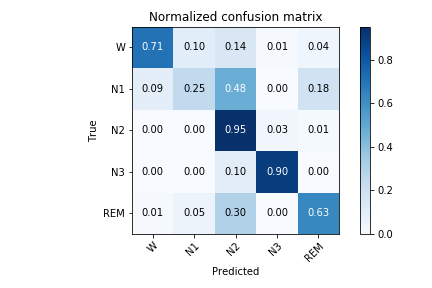 Normalized confusion matrix
W 0.71 0.10 0.14 0.01 0.04
N1 0.09 0.25 0.48 0.00 0.18
N2 0.00 0.00 0.95 0.03 0.01
N3 0.00 0.00 0.10 0.90 0.00
REM 0.01 0.05 0.30 0.00 0.63
True
W N1 N2 N3 REM
Predicted
0.8
0.6
0.4
0.2
0.0